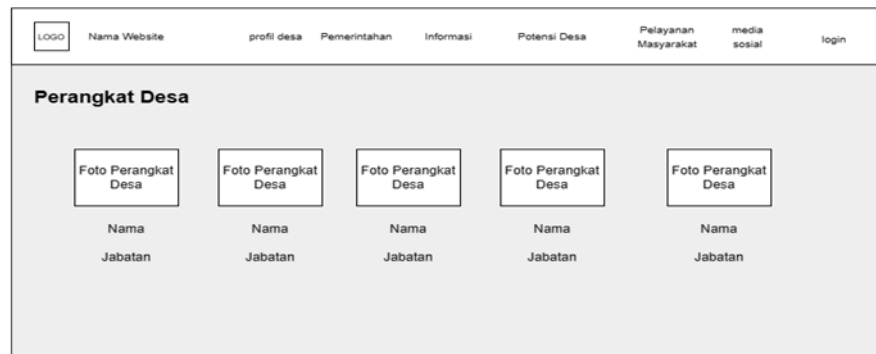 LOGO Nama Website profil desa Pemerintahan Informasi Potensi Desa Pelayanan Masyarakat media sosial login
Perangkat Desa
Foto Perangkat Desa Foto Perangkat Desa Foto Perangkat Desa Foto Perangkat Desa Foto Perangkat Desa
Nama Nama Nama Nama Nama
Jabatan Jabatan Jabatan Jabatan Jabatan